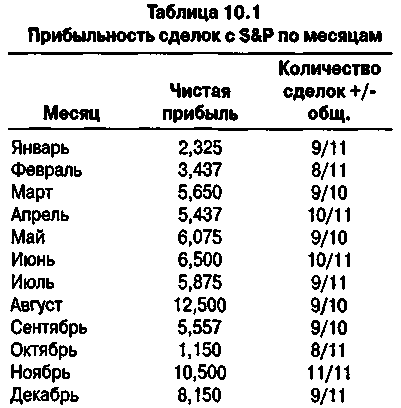 Таблица 10.1
Прибыльность сделок с S&P по месяцам
Месяц Чистая прибыль Количество сделок +/- общ.
Январь 2,325 9/11
Февраль 3,437 8/11
Март 5,650 9/10
Апрель 5,437 10/11
Май 6,075 9/10
Июнь 6,500 10/11
Июль 5,875 9/11
Август 12,500 9/10
Сентябрь 5,557 9/10
Октябрь 1,150 8/11
Ноябрь 10,500 11/11
Декабрь 8,150 9/11